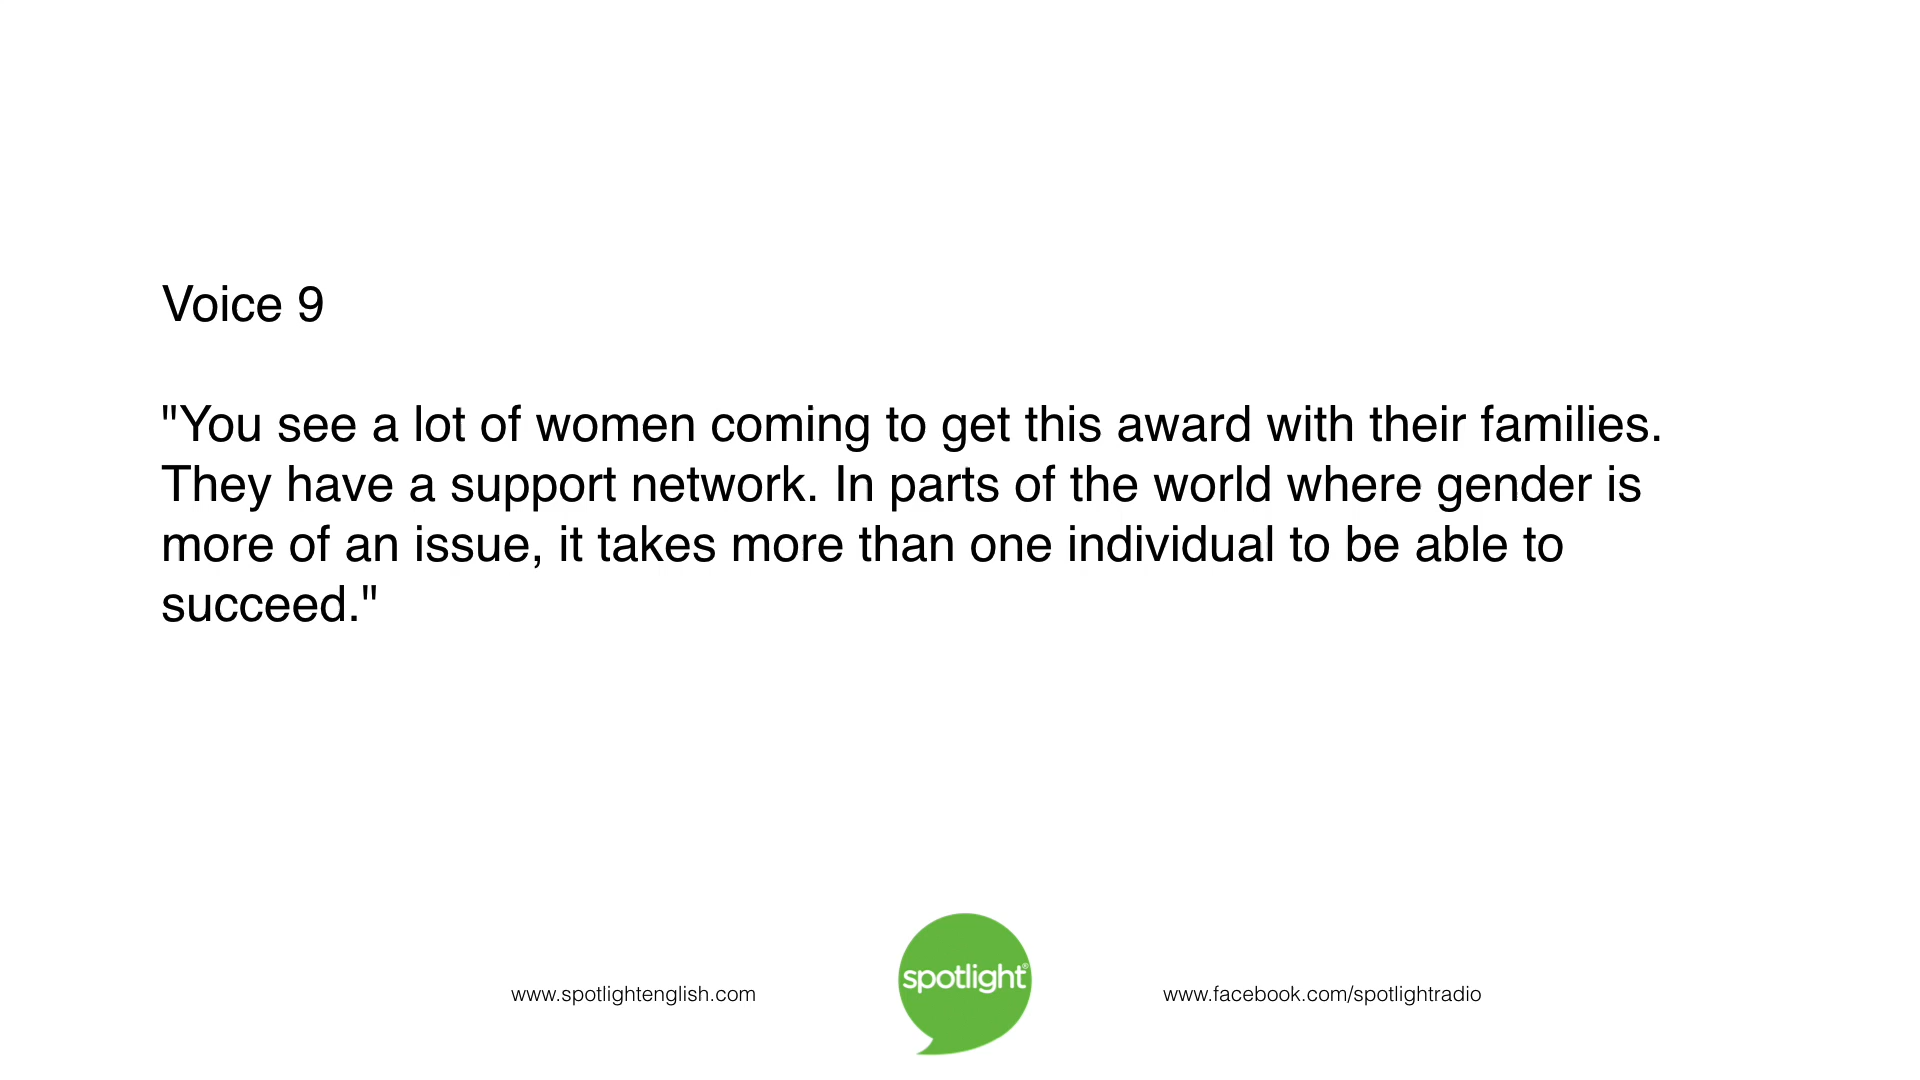 Voice 9
"You see a lot of women coming to get this award with their families.
They have a support network. In parts of the world where gender is
more of an issue, it takes more than one individual to be able to
succeed."
www.spotlightenglish.com
spotlight®
www.facebook.com/spotlightradio